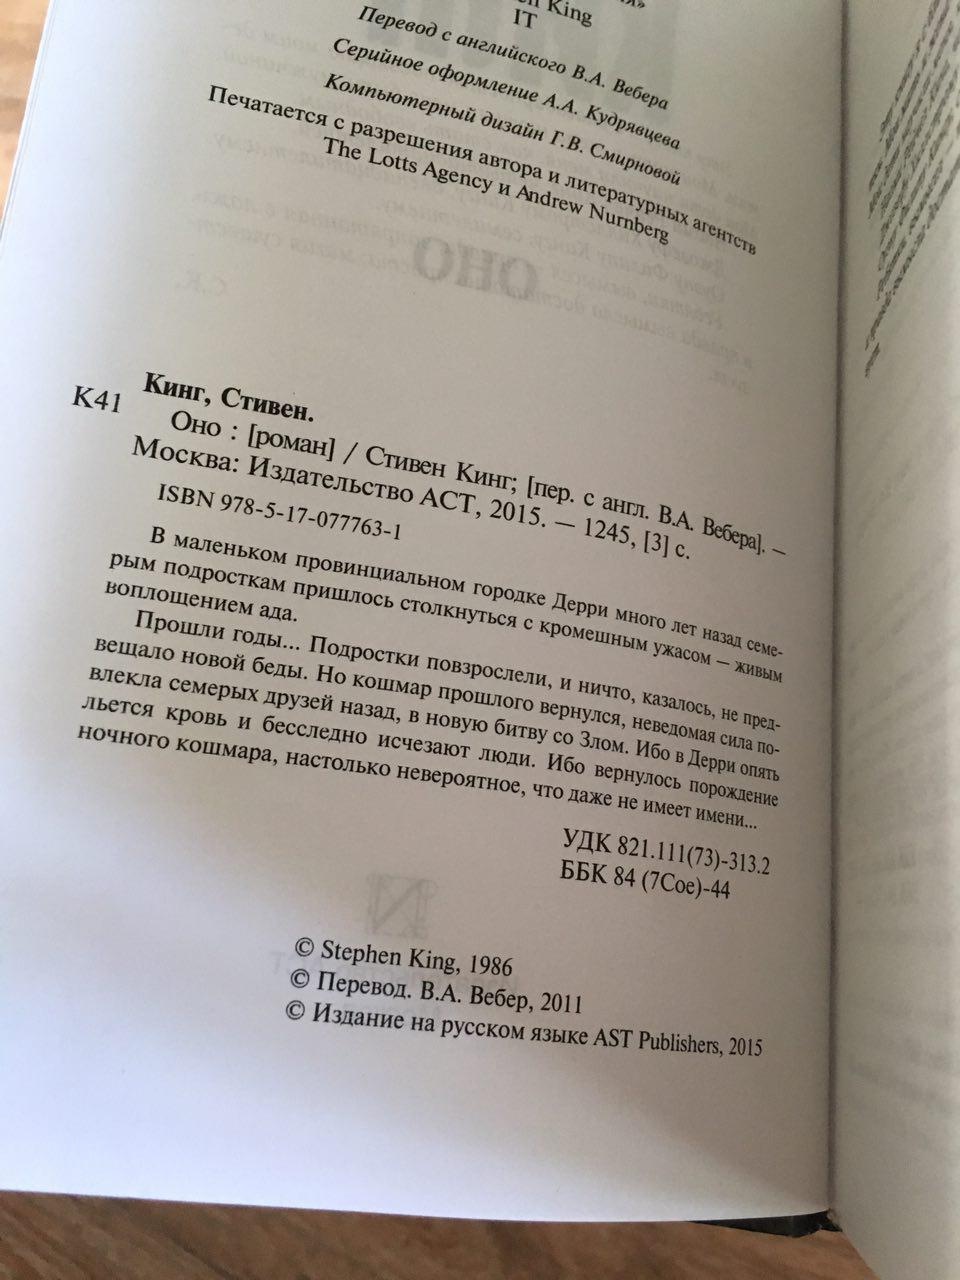 King
IT
Перевод с английского В.А. Вебера
Серийное оформление А.А. Кудрявцева
Компьютерный дизайн Г.В. Смирновой
Печатается с разрешения автора и литературных агентств
The Lotts Agency и Andrew Nurnberg
Кинг, Стивен.
К41 Оно : [роман] / Стивен Кинг; [пер. с англ. В.А. Вебера]. —
Москва: Издательство АСТ, 2015. — 1245, [3] с.
ISBN 978-5-17-077763-1
В маленьком провинциальном городке Дерри много лет назад семе-
рым подросткам пришлось столкнуться с кромешным ужасом — живым
воплощением ада.
Прошли годы... Подростки повзрослели, и ничто, казалось, не пред-
вещало новой беды. Но кошмар прошлого вернулся, неведомая сила по-
влекла семерых друзей назад, в новую битву со Злом. Ибо в Дерри опять
льется кровь и бесследно исчезают люди. Ибо вернулось порождение
ночного кошмара, настолько невероятное, что даже не имеет имени...
УДК 821.111(73)-313.2
ББК 84 (7Сое)-44
© Stephen King, 1986
© Перевод. В.А. Вебер, 2011
© Издание на русском языке AST Publishers, 2015